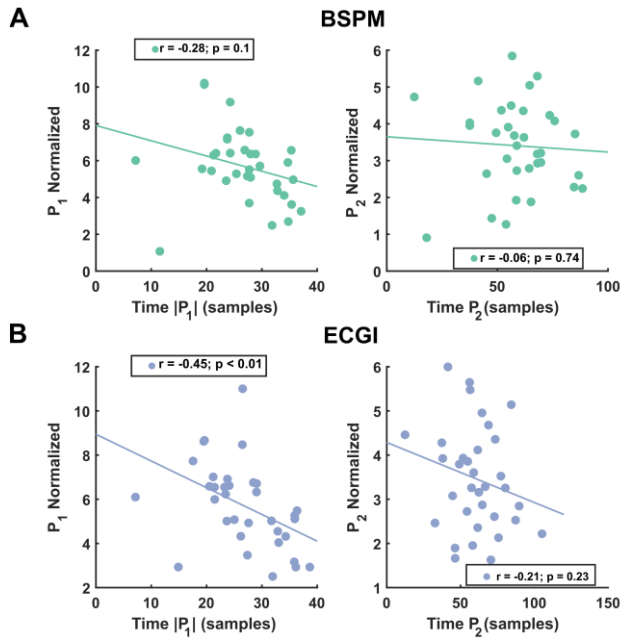 A
BSPM
r = -0.28; p = 0.1
12
10
8
6
4
2
0
P1 Normalized
0 10 20 30 40
Time |P1| (samples)
6
5
4
3
2
1
0
P2 Normalized
r = -0.06; p = 0.74
0 50 100
Time P2 (samples)
B
ECGI
r = -0.45; p < 0.01
12
10
8
6
4
2
0
P1 Normalized
0 10 20 30 40
Time |P1| (samples)
6
5
4
3
2
1
P2 Normalized
r = -0.21; p = 0.23
0 50 100 150
Time P2 (samples)